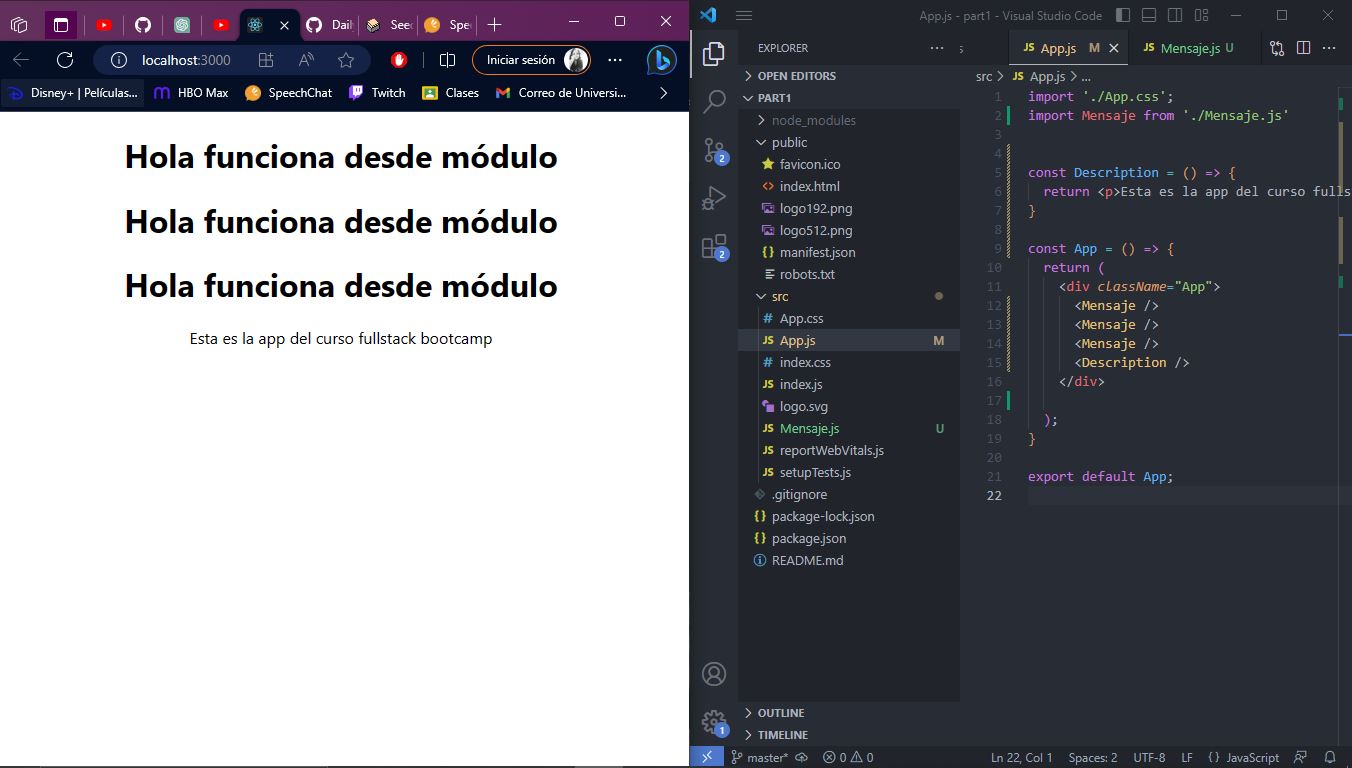 Dail
Seec
Spee
localhost:3000
Iniciar sesión
Disney+ | Películas...
HBO Max
SpeechChat
Twitch
Clases
Correo de Universi...
Hola funciona desde módulo
Hola funciona desde módulo
Hola funciona desde módulo
Esta es la app del curso fullstack bootcamp
App.js - part1 - Visual Studio Code
EXPLORER
OPEN EDITORS
PART1
node_modules
public
favicon.ico
index.html
logo192.png
logo512.png
manifest.json
robots.txt
src
App.css
App.js M
index.css
index.js
logo.svg
Mensaje.js U
reportWebVitals.js
setupTests.js
.gitignore
package-lock.json
package.json
README.md
OUTLINE
TIMELINE
2
2
1
JS App.js M
JS Mensaje.js U
src > JS App.js > ...
1 import './App.css';
2 import Mensaje from './Mensaje.js'
3
4
5 const Description = () => {
6 return <p>Esta es la app del curso fulls
7 }
8
9 const App = () => {
10 return (
11 <div className="App">
12 <Mensaje />
13 <Mensaje />
14 <Mensaje />
15 <Description />
16 </div>
17
18 );
19 }
20
21 export default App;
22
master* 0 0 Ln 22, Col 1 Spaces: 2 UTF-8 LF {} JavaScript